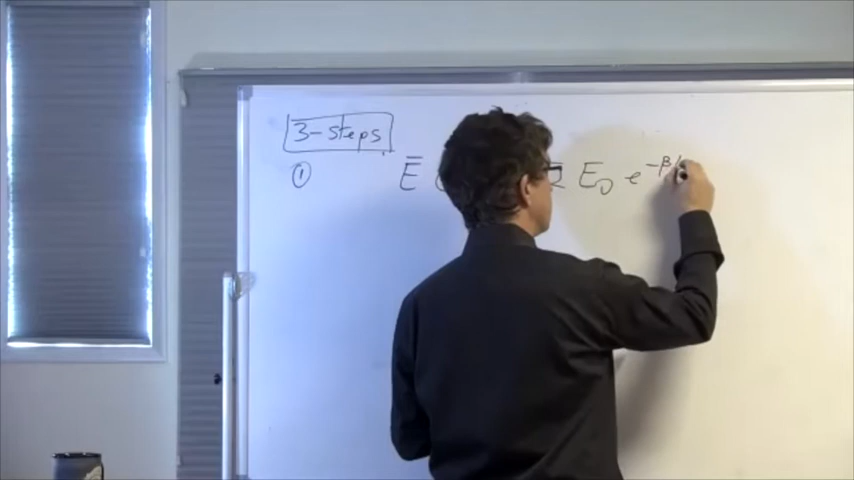 3-steps
① E̅ E₀ e^-β